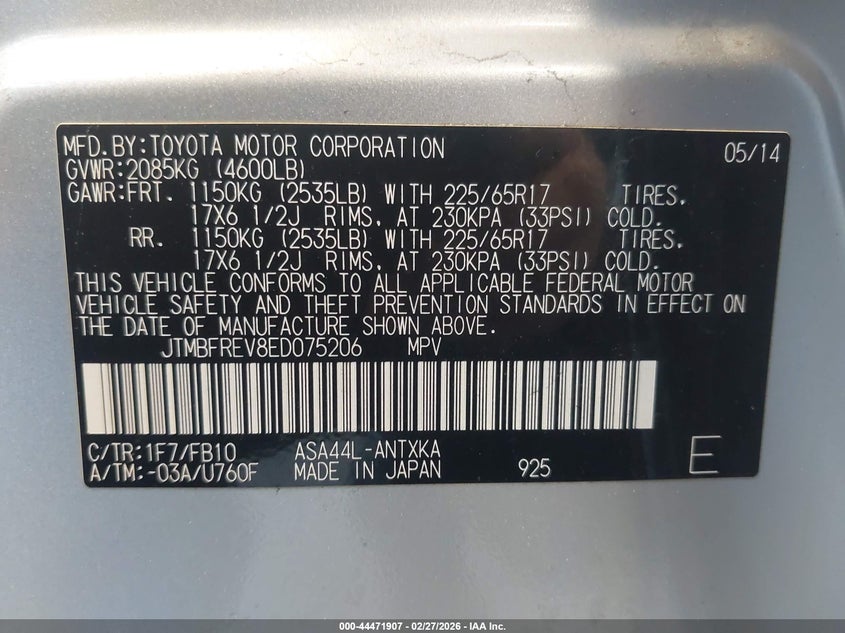 MFD.BY:TOYOTA MOTOR CORPORATION 05/14
GVWR:2085KG (4600LB)
GAWR:FRT. 1150KG (2535LB) WITH 225/65R17 TIRES.
17X6 1/2J RIMS, AT 230KPA (33PSI) COLD.
RR. 1150KG (2535LB) WITH 225/65R17 TIRES.
17X6 1/2J RIMS, AT 230KPA (33PSI) COLD.
THIS VEHICLE CONFORMS TO ALL APPLICABLE FEDERAL MOTOR
VEHICLE SAFETY AND THEFT PREVENTION STANDARDS IN EFFECT ON
THE DATE OF MANUFACTURE SHOWN ABOVE.
JTMBFREV8ED075206 MPV
C/TR:1F7/FB10 ASA44L-ANTXKA
A/TM:-03A/U760F MADE IN JAPAN 925 E
000-44471907 - 02/27/2026 - IAA Inc.